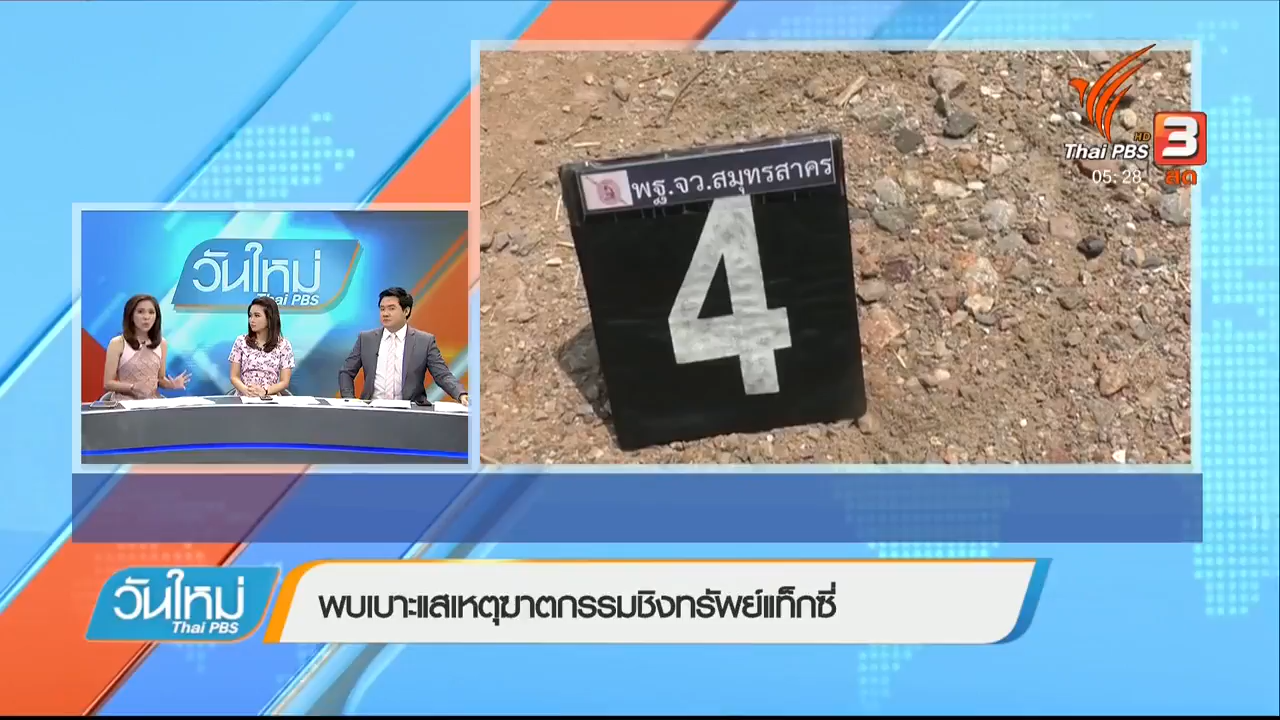 HD
Thai PBS
3
05:28
สด
พฐ.จว.สมุทรสาคร
4
วันใหม่
Thai PBS
วันใหม่
Thai PBS
พบเบาะแสเหตุฆาตกรรมชิงทรัพย์แท็กซี่